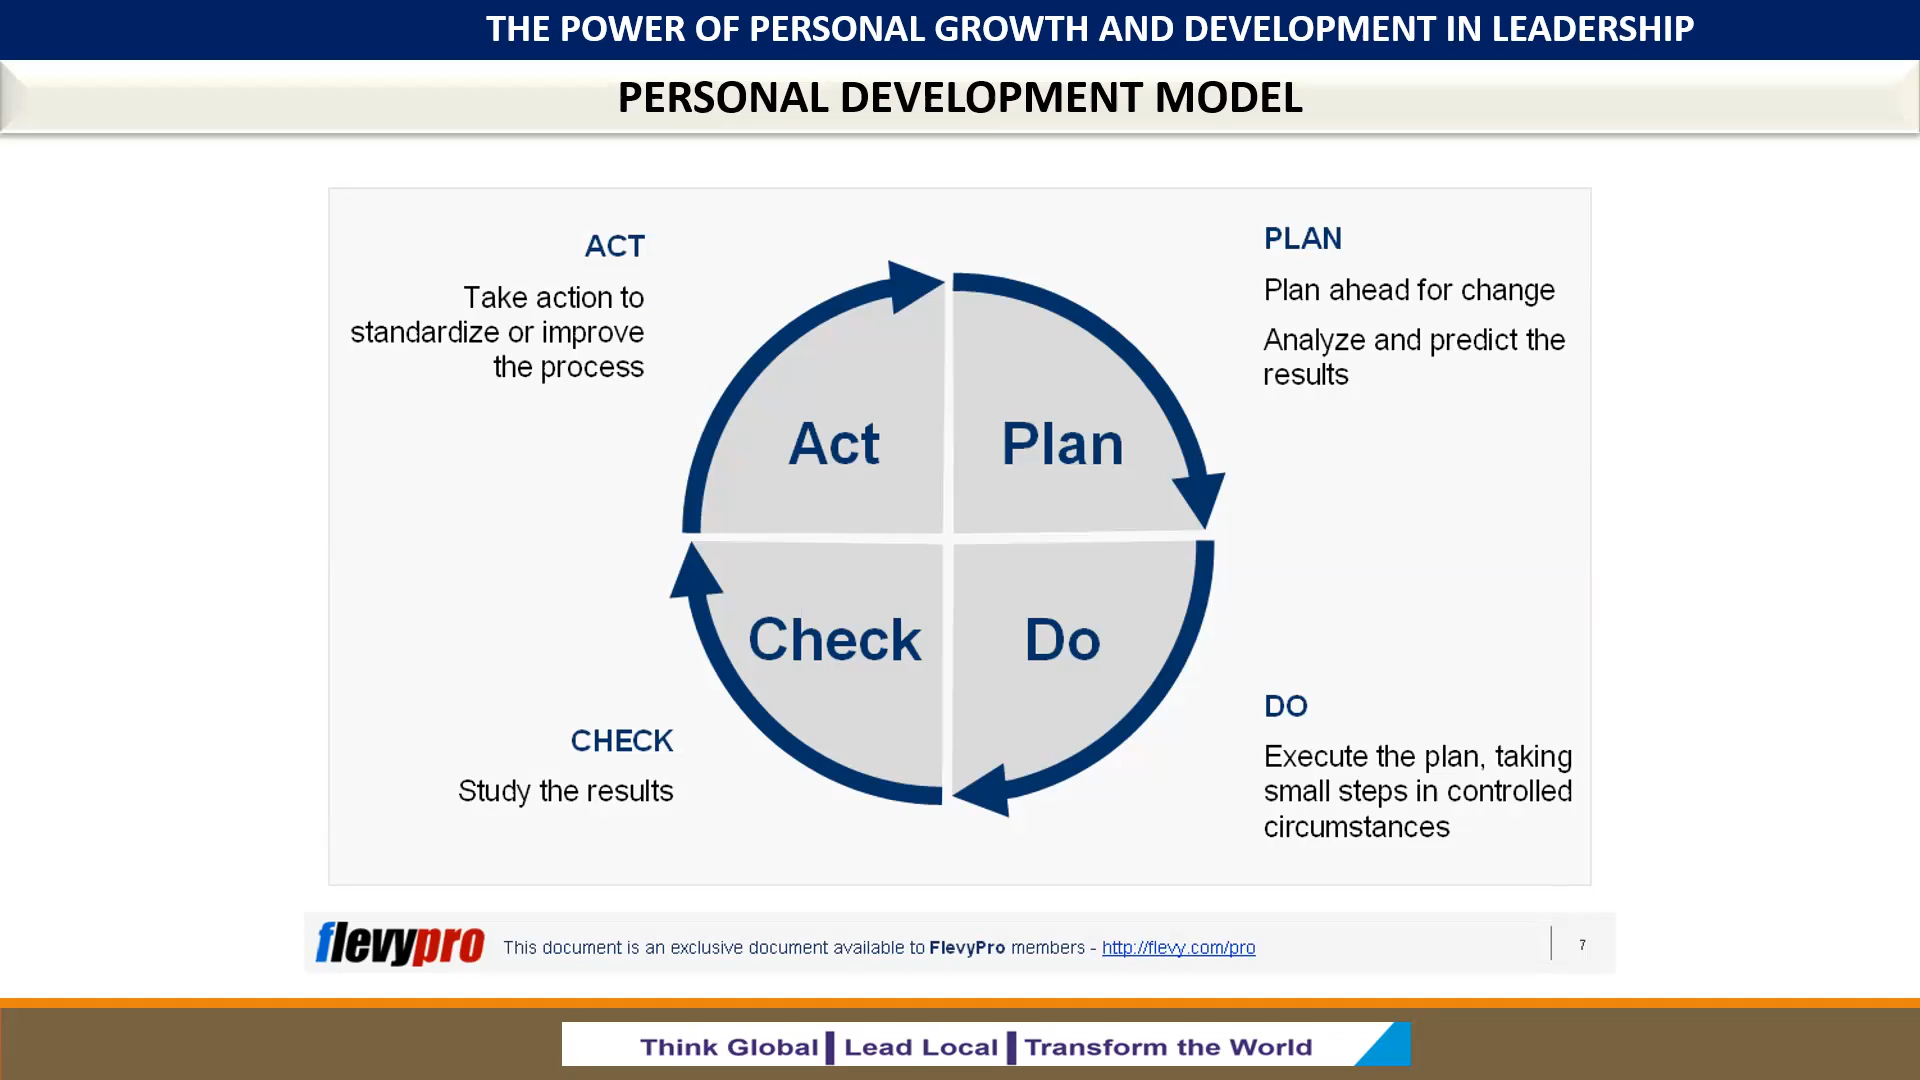 THE POWER OF PERSONAL GROWTH AND DEVELOPMENT IN LEADERSHIP
PERSONAL DEVELOPMENT MODEL
ACT
Take action to
standardize or improve
the process
PLAN
Plan ahead for change
Analyze and predict the
results
Act
Plan
Check
Do
CHECK
Study the results
DO
Execute the plan, taking
small steps in controlled
circumstances
flevypro
This document is an exclusive document available to FlevyPro members - http://flevy.com/pro
7
Think Global | Lead Local | Transform the World